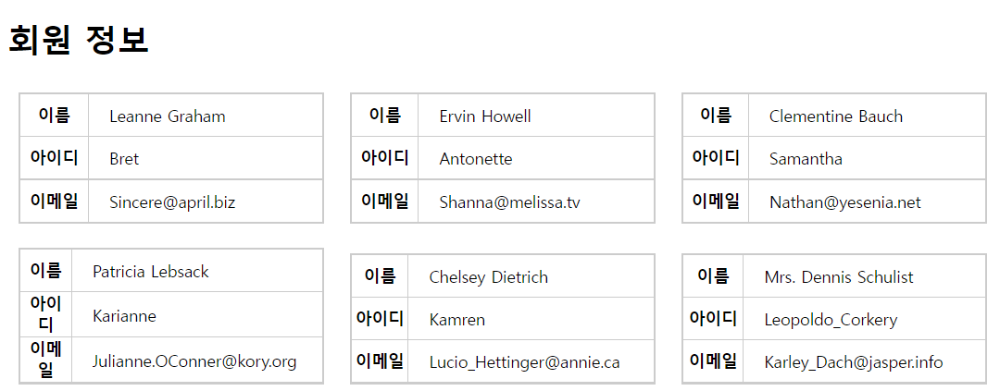 회원 정보
이름 Leanne Graham
아이디 Bret
이메일 Sincere@april.biz
이름 Ervin Howell
아이디 Antonette
이메일 Shanna@melissa.tv
이름 Clementine Bauch
아이디 Samantha
이메일 Nathan@yesenia.net
이름 Patricia Lebsack
아이
디 Karianne
이메
일 Julianne.OConner@kory.org
이름 Chelsey Dietrich
아이디 Kamren
이메일 Lucio_Hettinger@annie.ca
이름 Mrs. Dennis Schulist
아이디 Leopoldo_Corkery
이메일 Karley_Dach@jasper.info